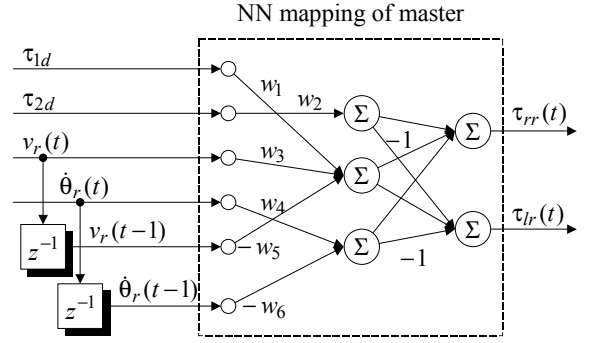 NN mapping of master
τ1d
w1
τ2d
w2
Σ
τrr(t)
−1
vr(t)
w3
Σ
θ̇r(t)
w4
τlr(t)
Σ
z−1
vr(t−1)
−w5
Σ
−1
z−1
θ̇r(t−1)
−w6
Σ